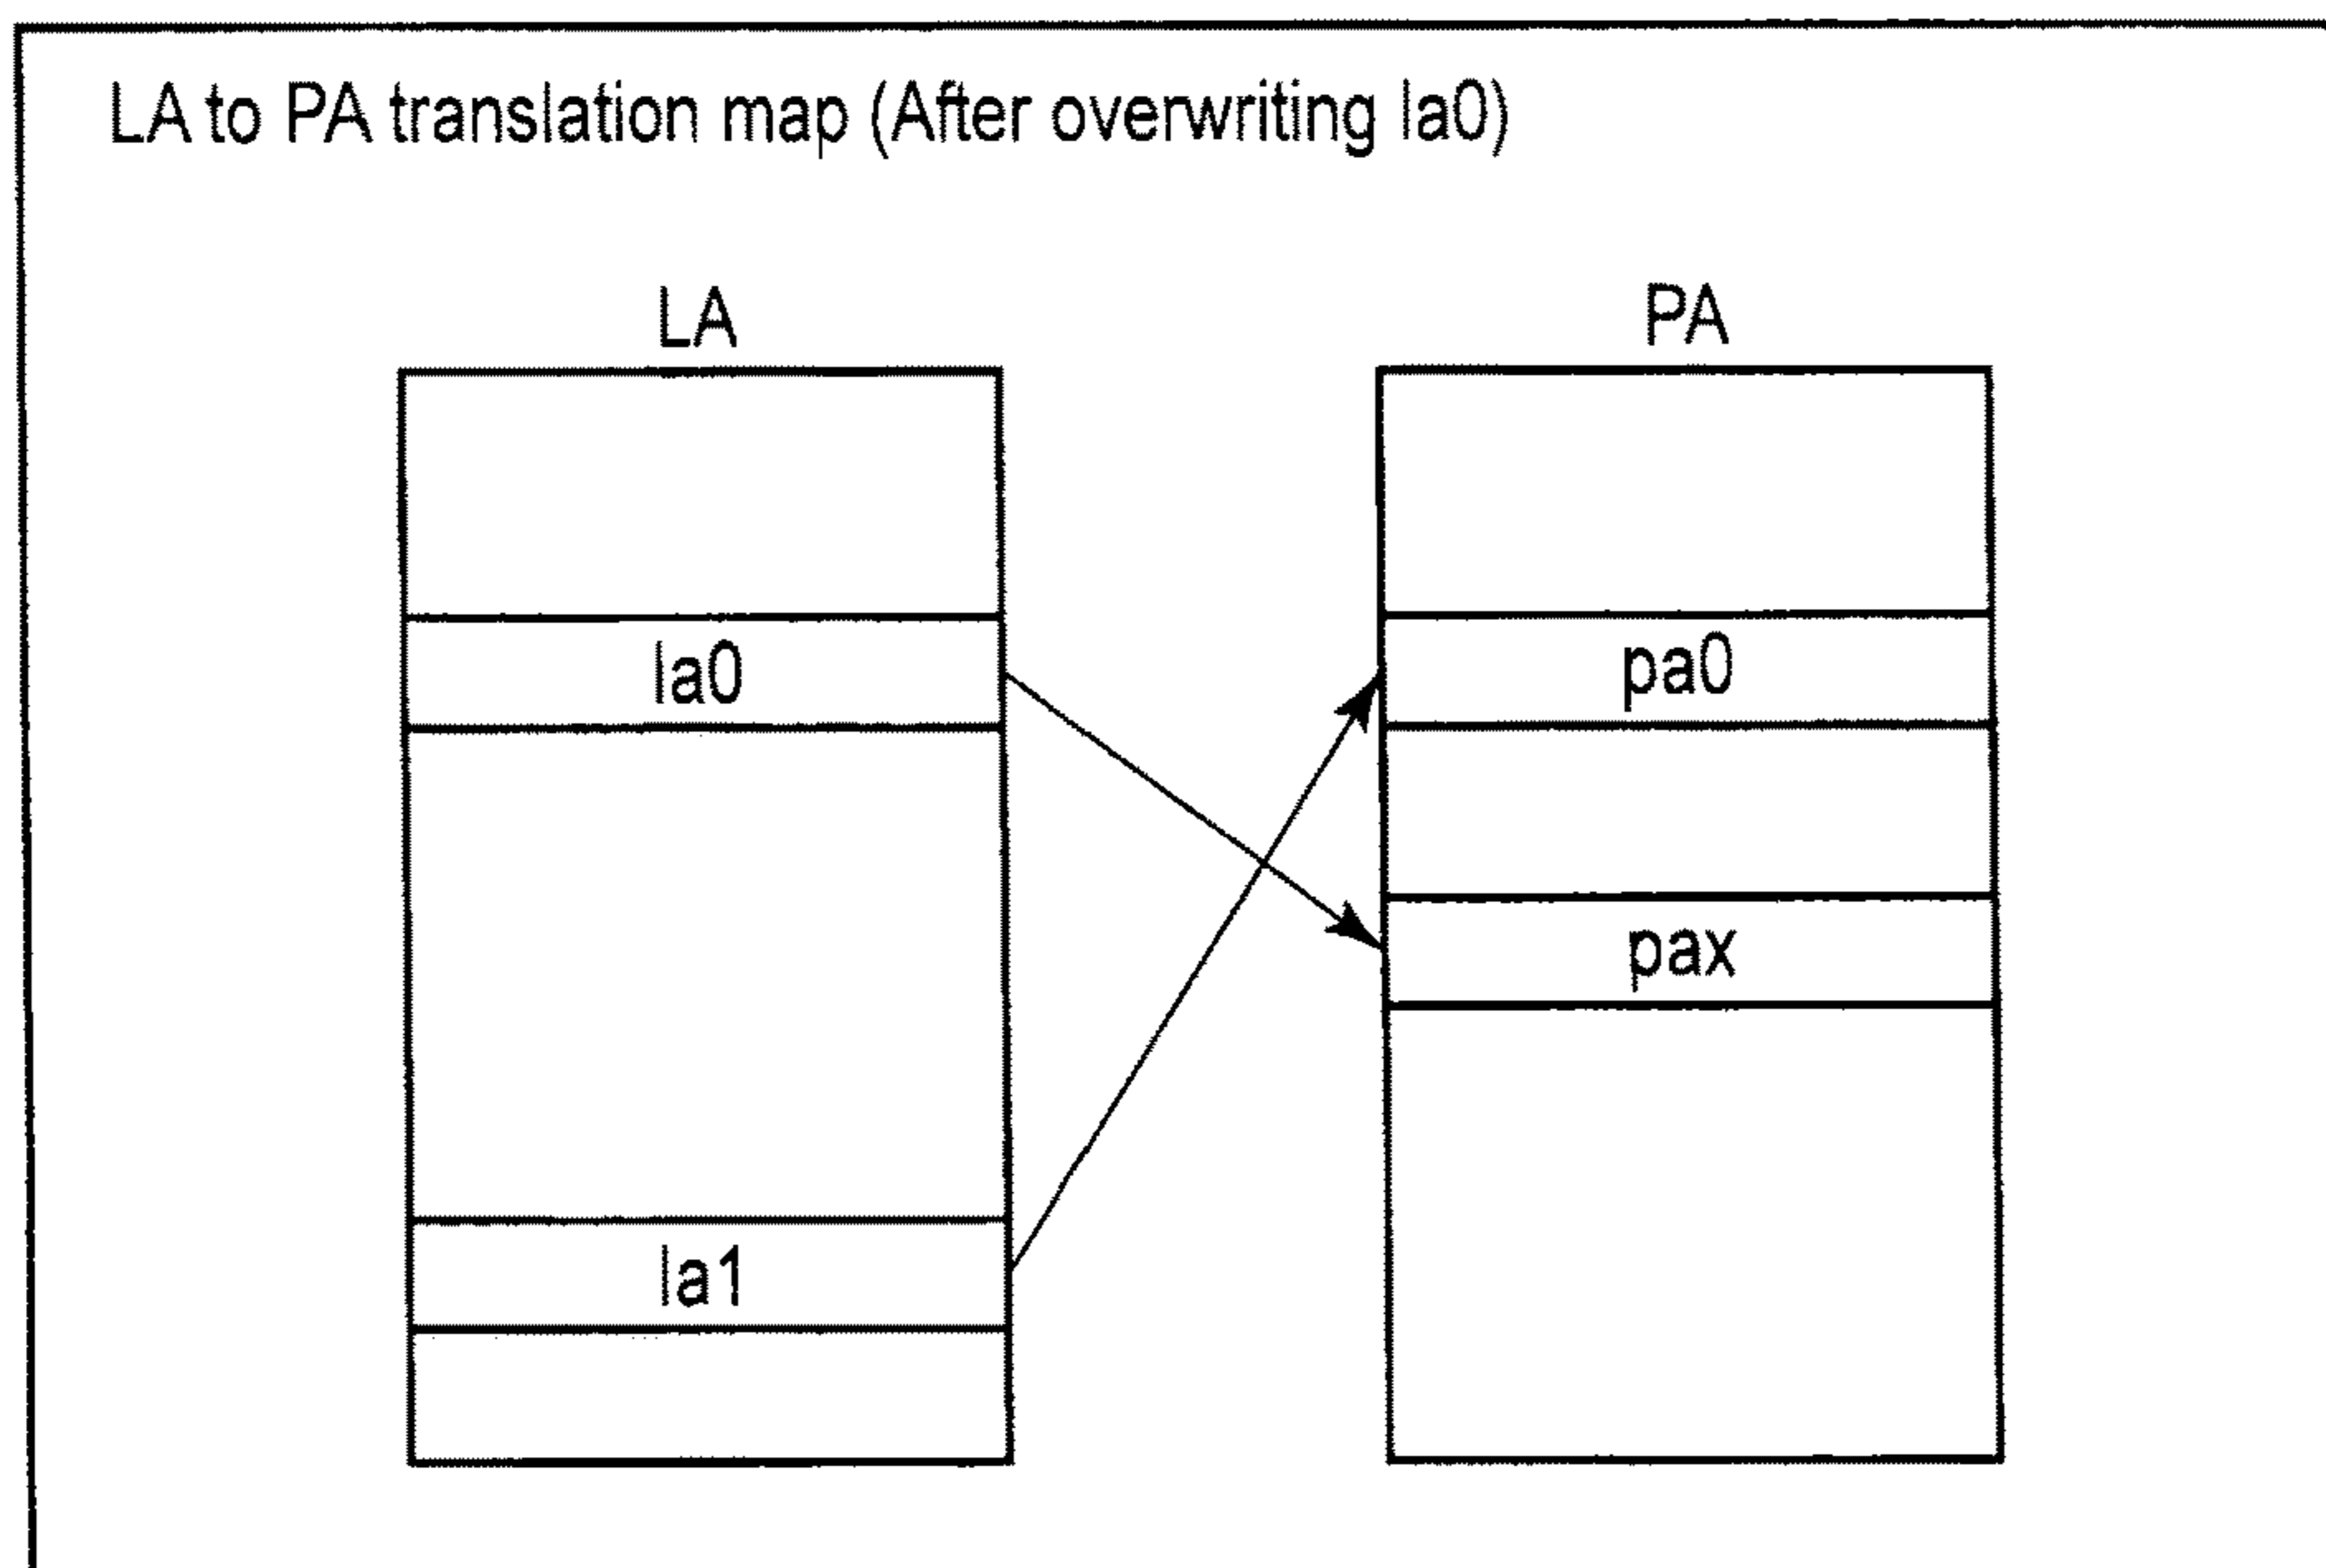 LA to PA translation map (After overwriting la0)
LA
PA
la0
pa0
pax
la1